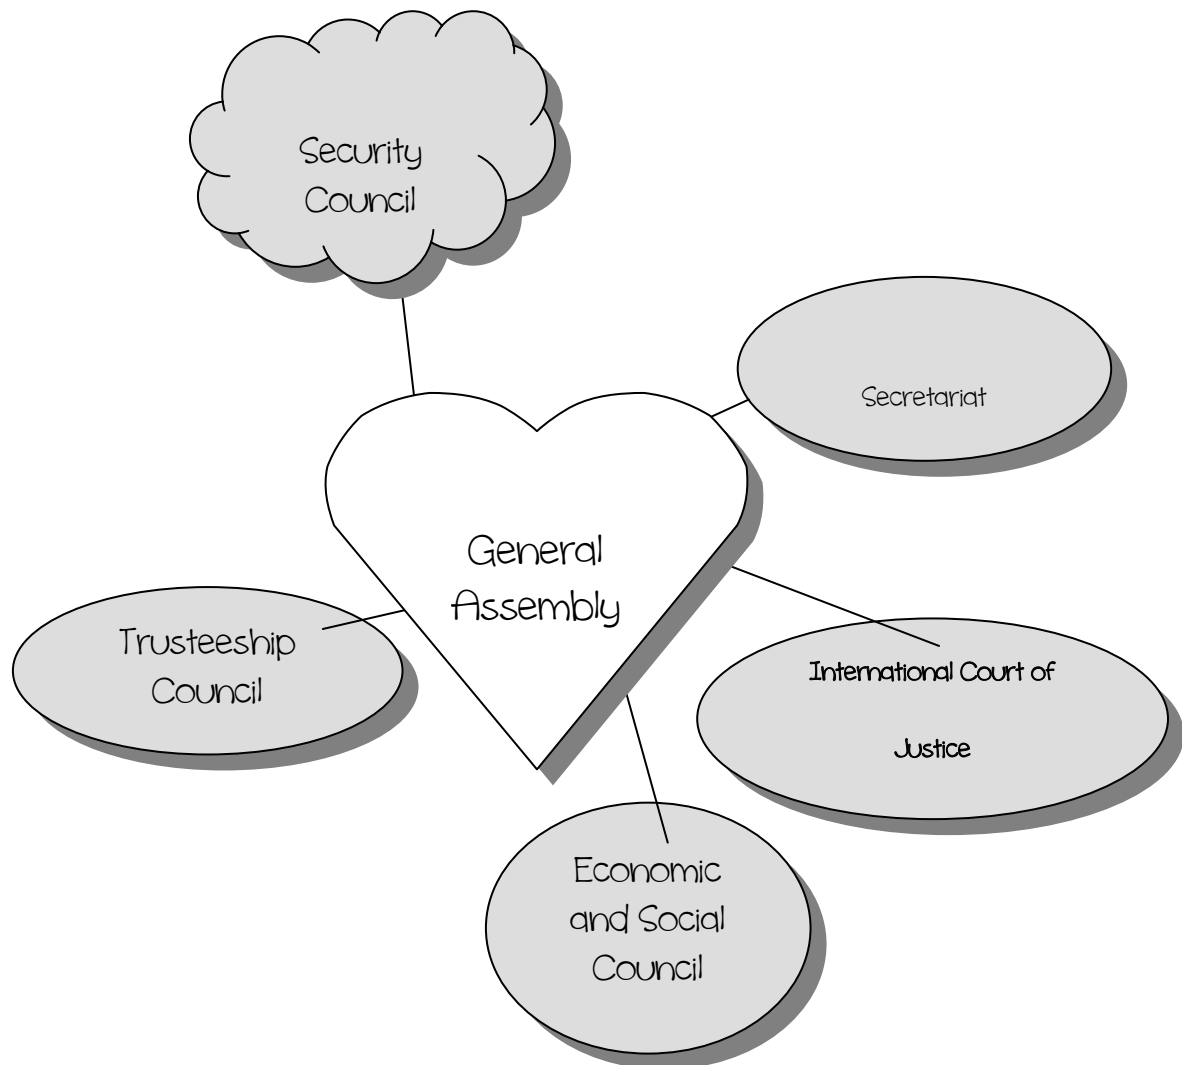 Security
Council
Secretariat
General
Assembly
Trusteeship
Council
International Court of
Justice
Economic
and Social
Council